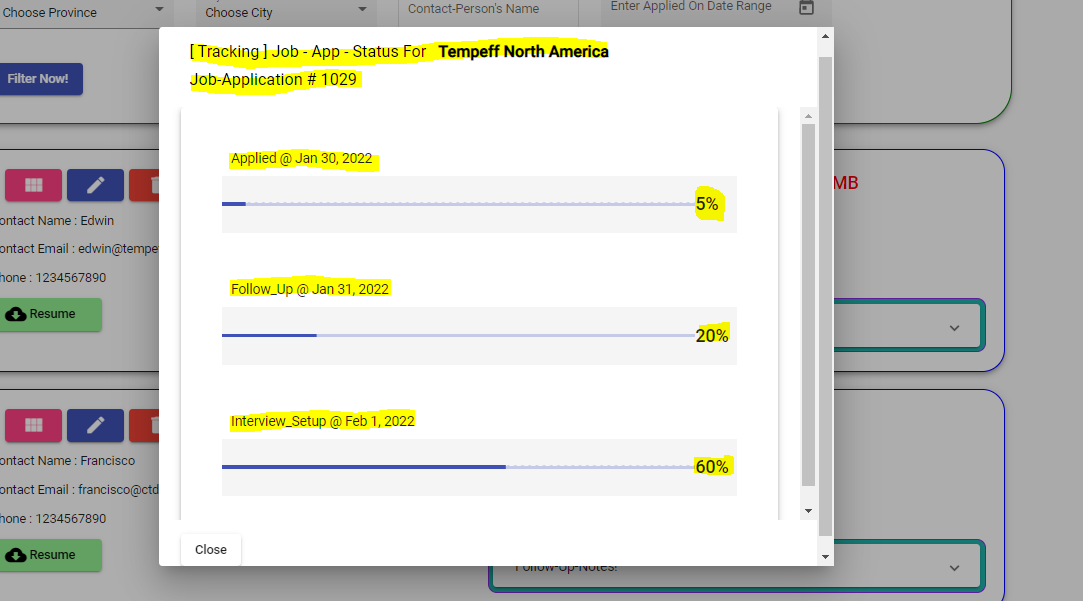 Choose Province
Choose City
Contact-Person's Name
Enter Applied On Date Range
[ Tracking ] Job - App - Status For Tempeff North America
Job-Application # 1029
Filter Now!
Applied @ Jan 30, 2022
5%
MB
ontact Name : Edwin
ontact Email : edwin@tempe
hone : 1234567890
Resume
Follow_Up @ Jan 31, 2022
20%
Interview_Setup @ Feb 1, 2022
60%
ontact Name : Francisco
ontact Email : francisco@ctd
hone : 1234567890
Resume
Close
Follow-Up-Notes!